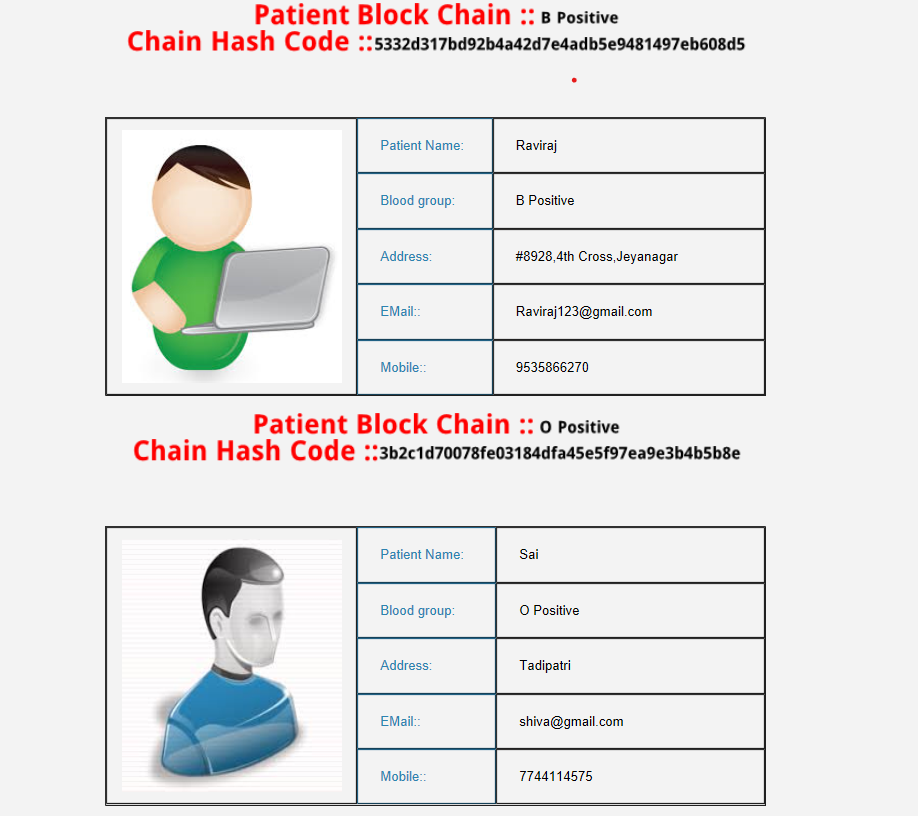 Patient Block Chain :: B Positive
Chain Hash Code ::5332d317bd92b4a42d7e4adb5e9481497eb608d5
Patient Name: Raviraj
Blood group: B Positive
Address: #8928,4th Cross,Jeyanagar
EMail:: Raviraj123@gmail.com
Mobile:: 9535866270
Patient Block Chain :: O Positive
Chain Hash Code ::3b2c1d70078fe03184dfa45e5f97ea9e3b4b5b8e
Patient Name: Sai
Blood group: O Positive
Address: Tadipatri
EMail:: shiva@gmail.com
Mobile:: 7744114575